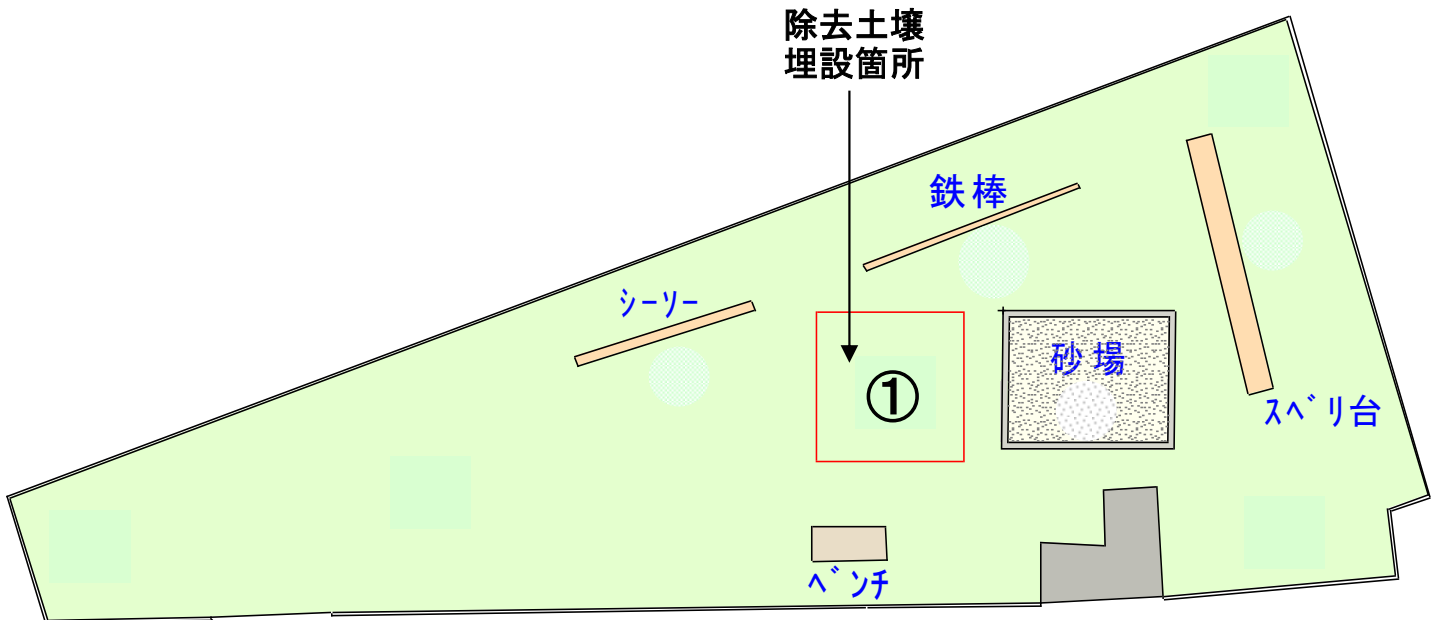 除去土壌
埋設箇所
鉄棒
シーソー
砂場
①
スベリ台
ベンチ